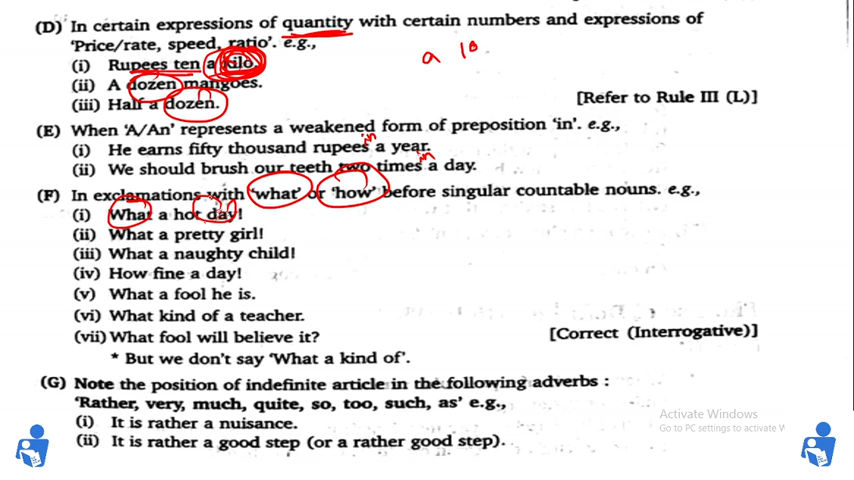 (D) In certain expressions of quantity with certain numbers and expressions of
'Price/rate, speed, ratio'. e.g.,
a 10
(i) Rupees ten a kilo.
(ii) A dozen mangoes.
(iii) Half a dozen.
[Refer to Rule III (L)]
(E) When 'A/An' represents a weakened form of preposition 'in'. e.g.,
in
(i) He earns fifty thousand rupees a year.
in
(ii) We should brush our teeth two times a day.
(F) In exclamations with 'what' or 'how' before singular countable nouns. e.g.,
(i) What a hot day!
(ii) What a pretty girl!
(iii) What a naughty child!
(iv) How fine a day!
(v) What a fool he is.
(vi) What kind of a teacher.
(vii) What fool will believe it? [Correct (Interrogative)]
* But we don't say 'What a kind of'.
(G) Note the position of indefinite article in the following adverbs :
'Rather, very, much, quite, so, too, such, as' e.g.,
(i) It is rather a nuisance.
(ii) It is rather a good step (or a rather good step).
Activate Windows
Go to PC settings to activate W